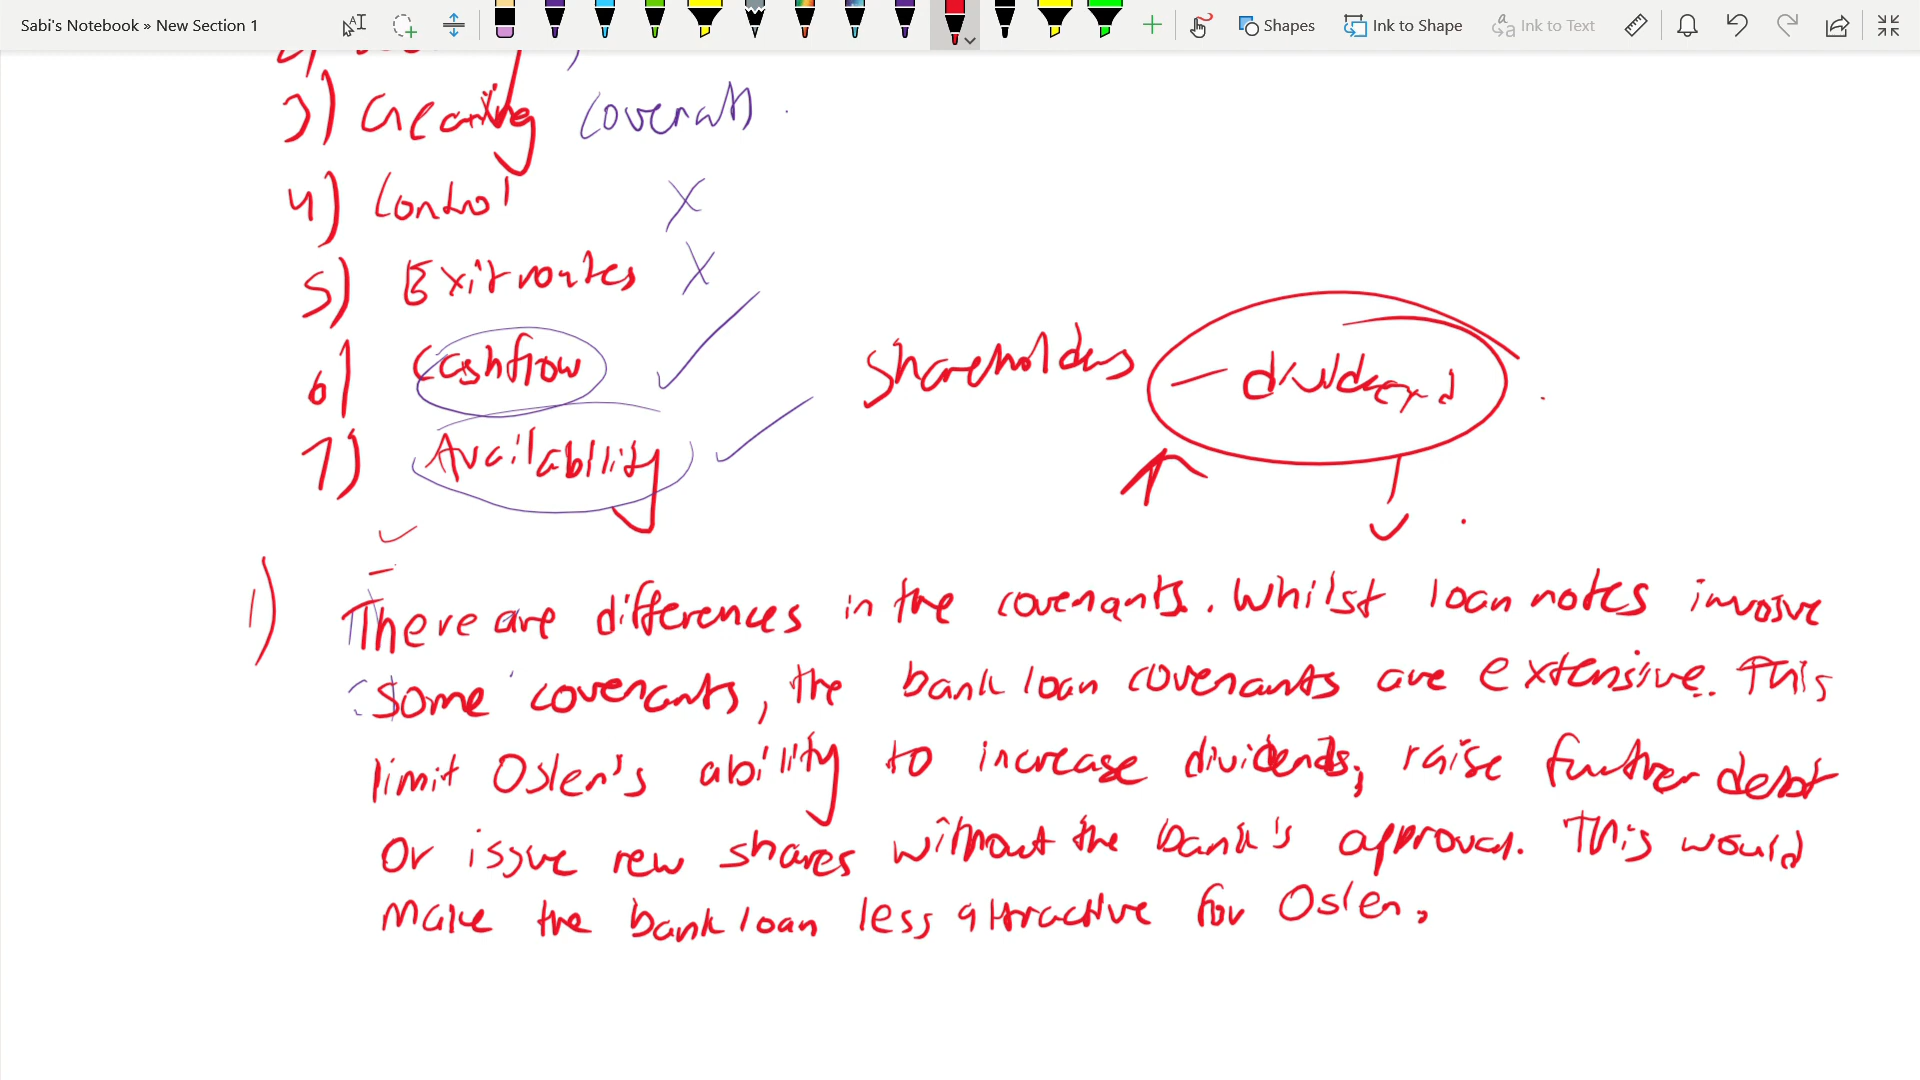 Sabi's Notebook » New Section 1
Shapes
Ink to Shape
Ink to Text
3) covenants
4) Control X
5) Exit routes X
6) Cashflow
7) Availability
Shareholders - dividend
1) There are differences in the covenants. Whilst loan notes involve
some covenants, the bank loan covenants are extensive. This
limit Oslen's ability to increase dividends, raise further debt
or issue new shares without the bank's approval. This would
make the bank loan less attractive for Oslen.